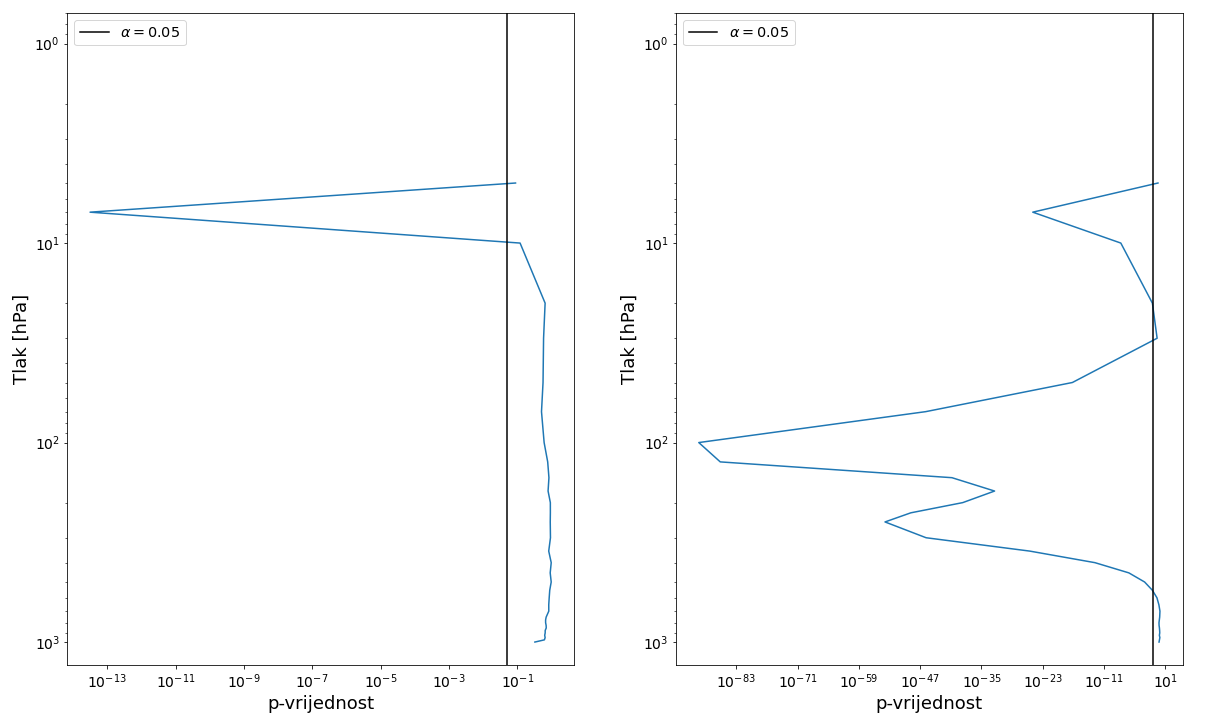 α = 0.05
10⁰
10¹
10²
10³
Tlak [hPa]
10⁻¹³ 10⁻¹¹ 10⁻⁹ 10⁻⁷ 10⁻⁵ 10⁻³ 10⁻¹
p-vrijednost
α = 0.05
10⁰
10¹
10²
10³
Tlak [hPa]
10⁻⁸³ 10⁻⁷¹ 10⁻⁵⁹ 10⁻⁴⁷ 10⁻³⁵ 10⁻²³ 10⁻¹¹ 10¹
p-vrijednost